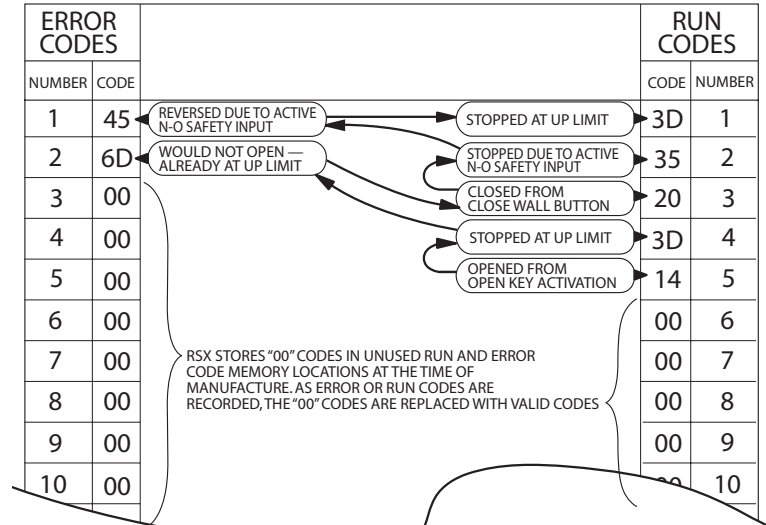 ERROR CODES
RUN CODES
NUMBER CODE
CODE NUMBER
1 45 REVERSED DUE TO ACTIVE
N-O SAFETY INPUT
STOPPED AT UP LIMIT 3D 1
2 6D WOULD NOT OPEN —
ALREADY AT UP LIMIT
STOPPED DUE TO ACTIVE
N-O SAFETY INPUT 35 2
3 00
CLOSED FROM
CLOSE WALL BUTTON 20 3
4 00
STOPPED AT UP LIMIT 3D 4
5 00
OPENED FROM
OPEN KEY ACTIVATION 14 5
6 00
00 6
7 00
RSX STORES “00” CODES IN UNUSED RUN AND ERROR
CODE MEMORY LOCATIONS AT THE TIME OF
MANUFACTURE. AS ERROR OR RUN CODES ARE
RECORDED, THE “00” CODES ARE REPLACED WITH VALID CODES
00 7
8 00
00 8
9 00
00 9
10 00
10